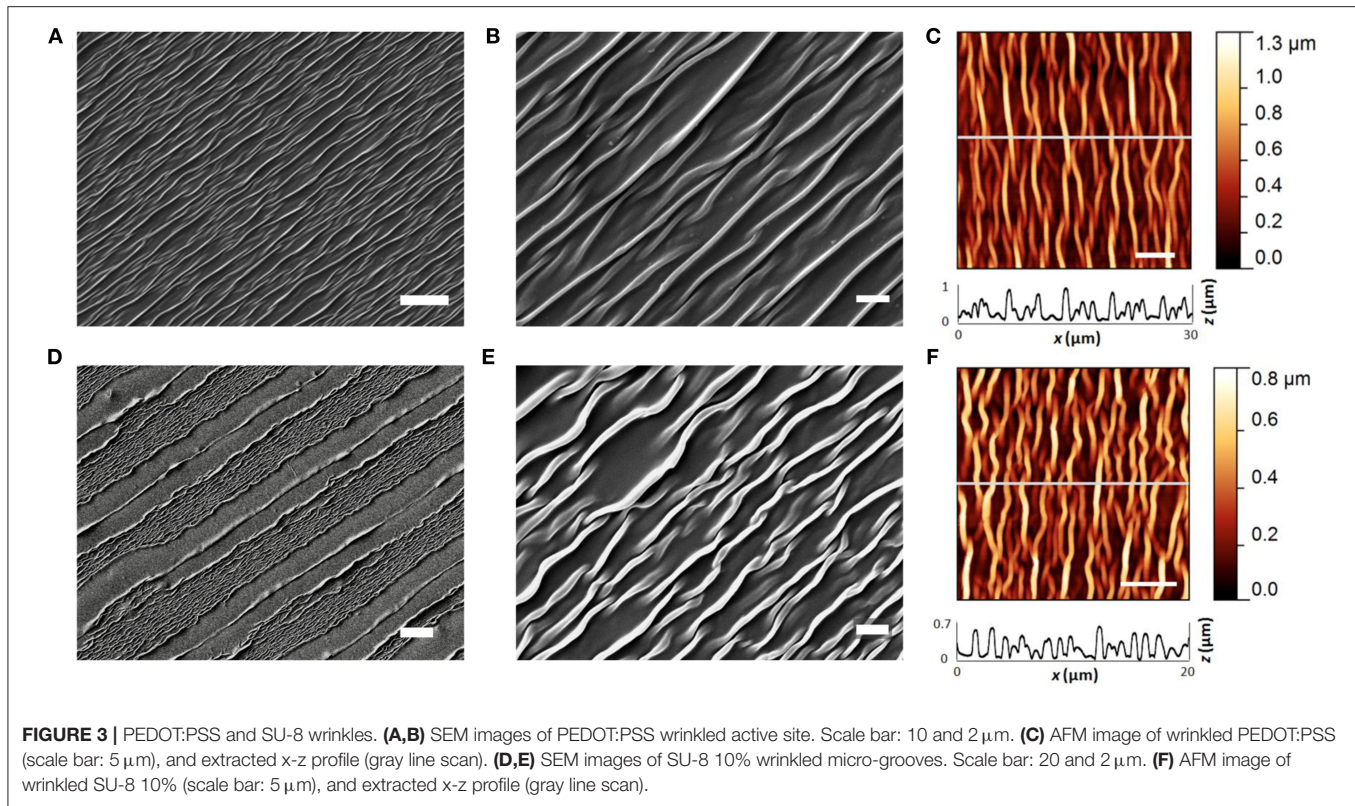 A
B
C
1.3 µm
1.0
0.8
0.6
0.4
0.2
0.0
1
0
z (µm)
0
x (µm)
30
D
E
F
0.8 µm
0.6
0.4
0.2
0.0
0.7
0
z (µm)
0
x (µm)
20
FIGURE 3 | PEDOT:PSS and SU-8 wrinkles. (A,B) SEM images of PEDOT:PSS wrinkled active site. Scale bar: 10 and 2 µm. (C) AFM image of wrinkled PEDOT:PSS
(scale bar: 5 µm), and extracted x-z profile (gray line scan). (D,E) SEM images of SU-8 10% wrinkled micro-grooves. Scale bar: 20 and 2 µm. (F) AFM image of
wrinkled SU-8 10% (scale bar: 5 µm), and extracted x-z profile (gray line scan).